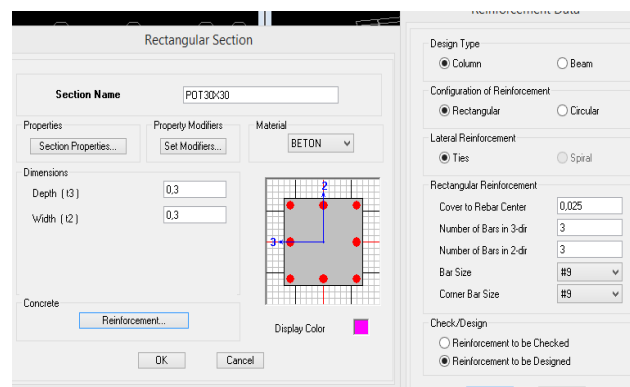 Rectangular Section
Section Name POT30X30
Properties Property Modifiers Material
Section Properties... Set Modifiers... BETON
Dimensions
Depth ( t3 ) 0,3
Width ( t2 ) 0,3
2
3
Concrete
Reinforcement...
Display Color
OK Cancel
Reinforcement Data
Design Type
Column Beam
Configuration of Reinforcement
Rectangular Circular
Lateral Reinforcement
Ties Spiral
Rectangular Reinforcement
Cover to Rebar Center 0,025
Number of Bars in 3-dir 3
Number of Bars in 2-dir 3
Bar Size #9
Corner Bar Size #9
Check/Design
Reinforcement to be Checked
Reinforcement to be Designed